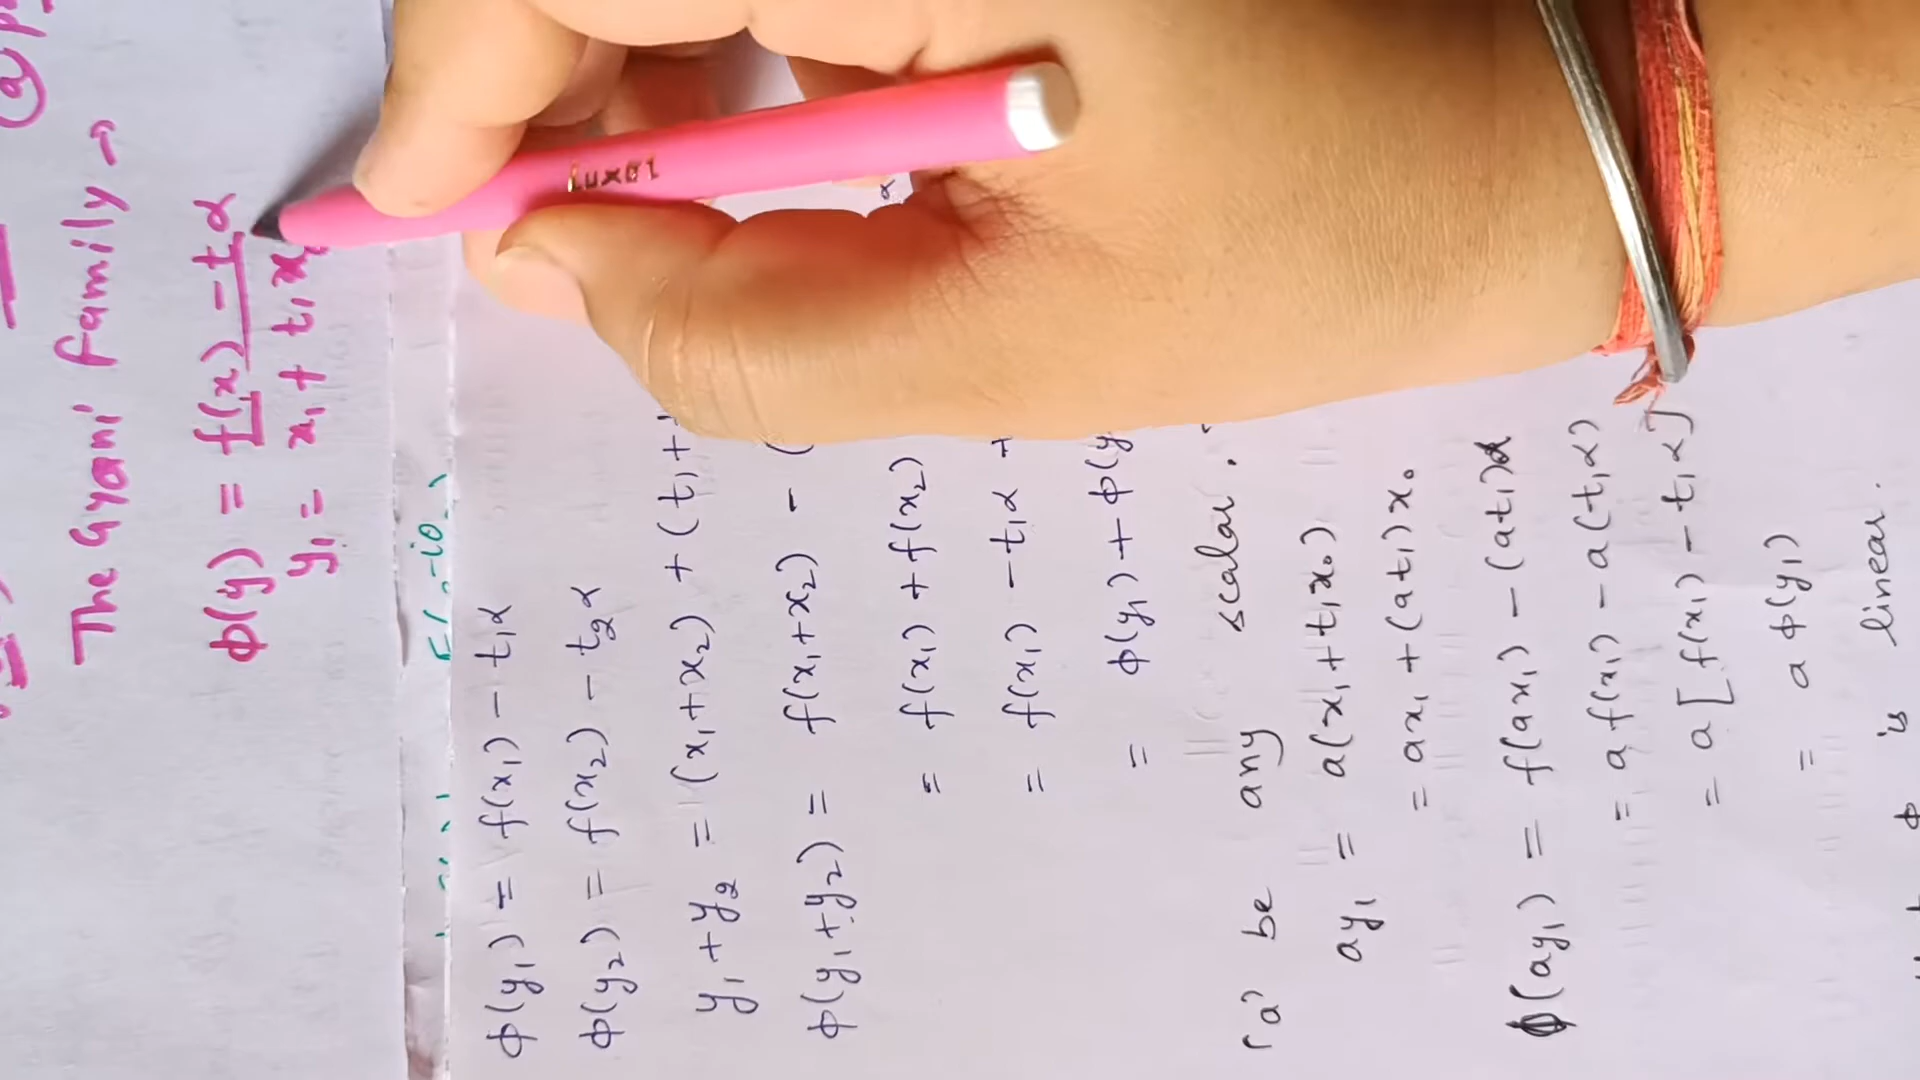 The Gyani family →
ϕ(y) = f(x) - tα
y₁ = x₁ + t₁x₀
ϕ(y₁) = f(x₁) - t₁α
ϕ(y₂) = f(x₂) - t₂α
y₁ + y₂ = (x₁ + x₂) + (t₁ +
ϕ(y₁ + y₂) = f(x₁ + x₂) - (
= f(x₁) + f(x₂)
= f(x₁) - t₁α +
= ϕ(y₁) + ϕ(y
'a' be any scalar.
ay₁ = a(x₁ + t₁x₀)
= ax₁ + (at₁)x₀
ϕ(ay₁) = f(ax₁) - (at₁)α
= a f(x₁) - a(t₁α)
= a[f(x₁) - t₁α]
= a ϕ(y₁)
ϕ is linear.
Luxor